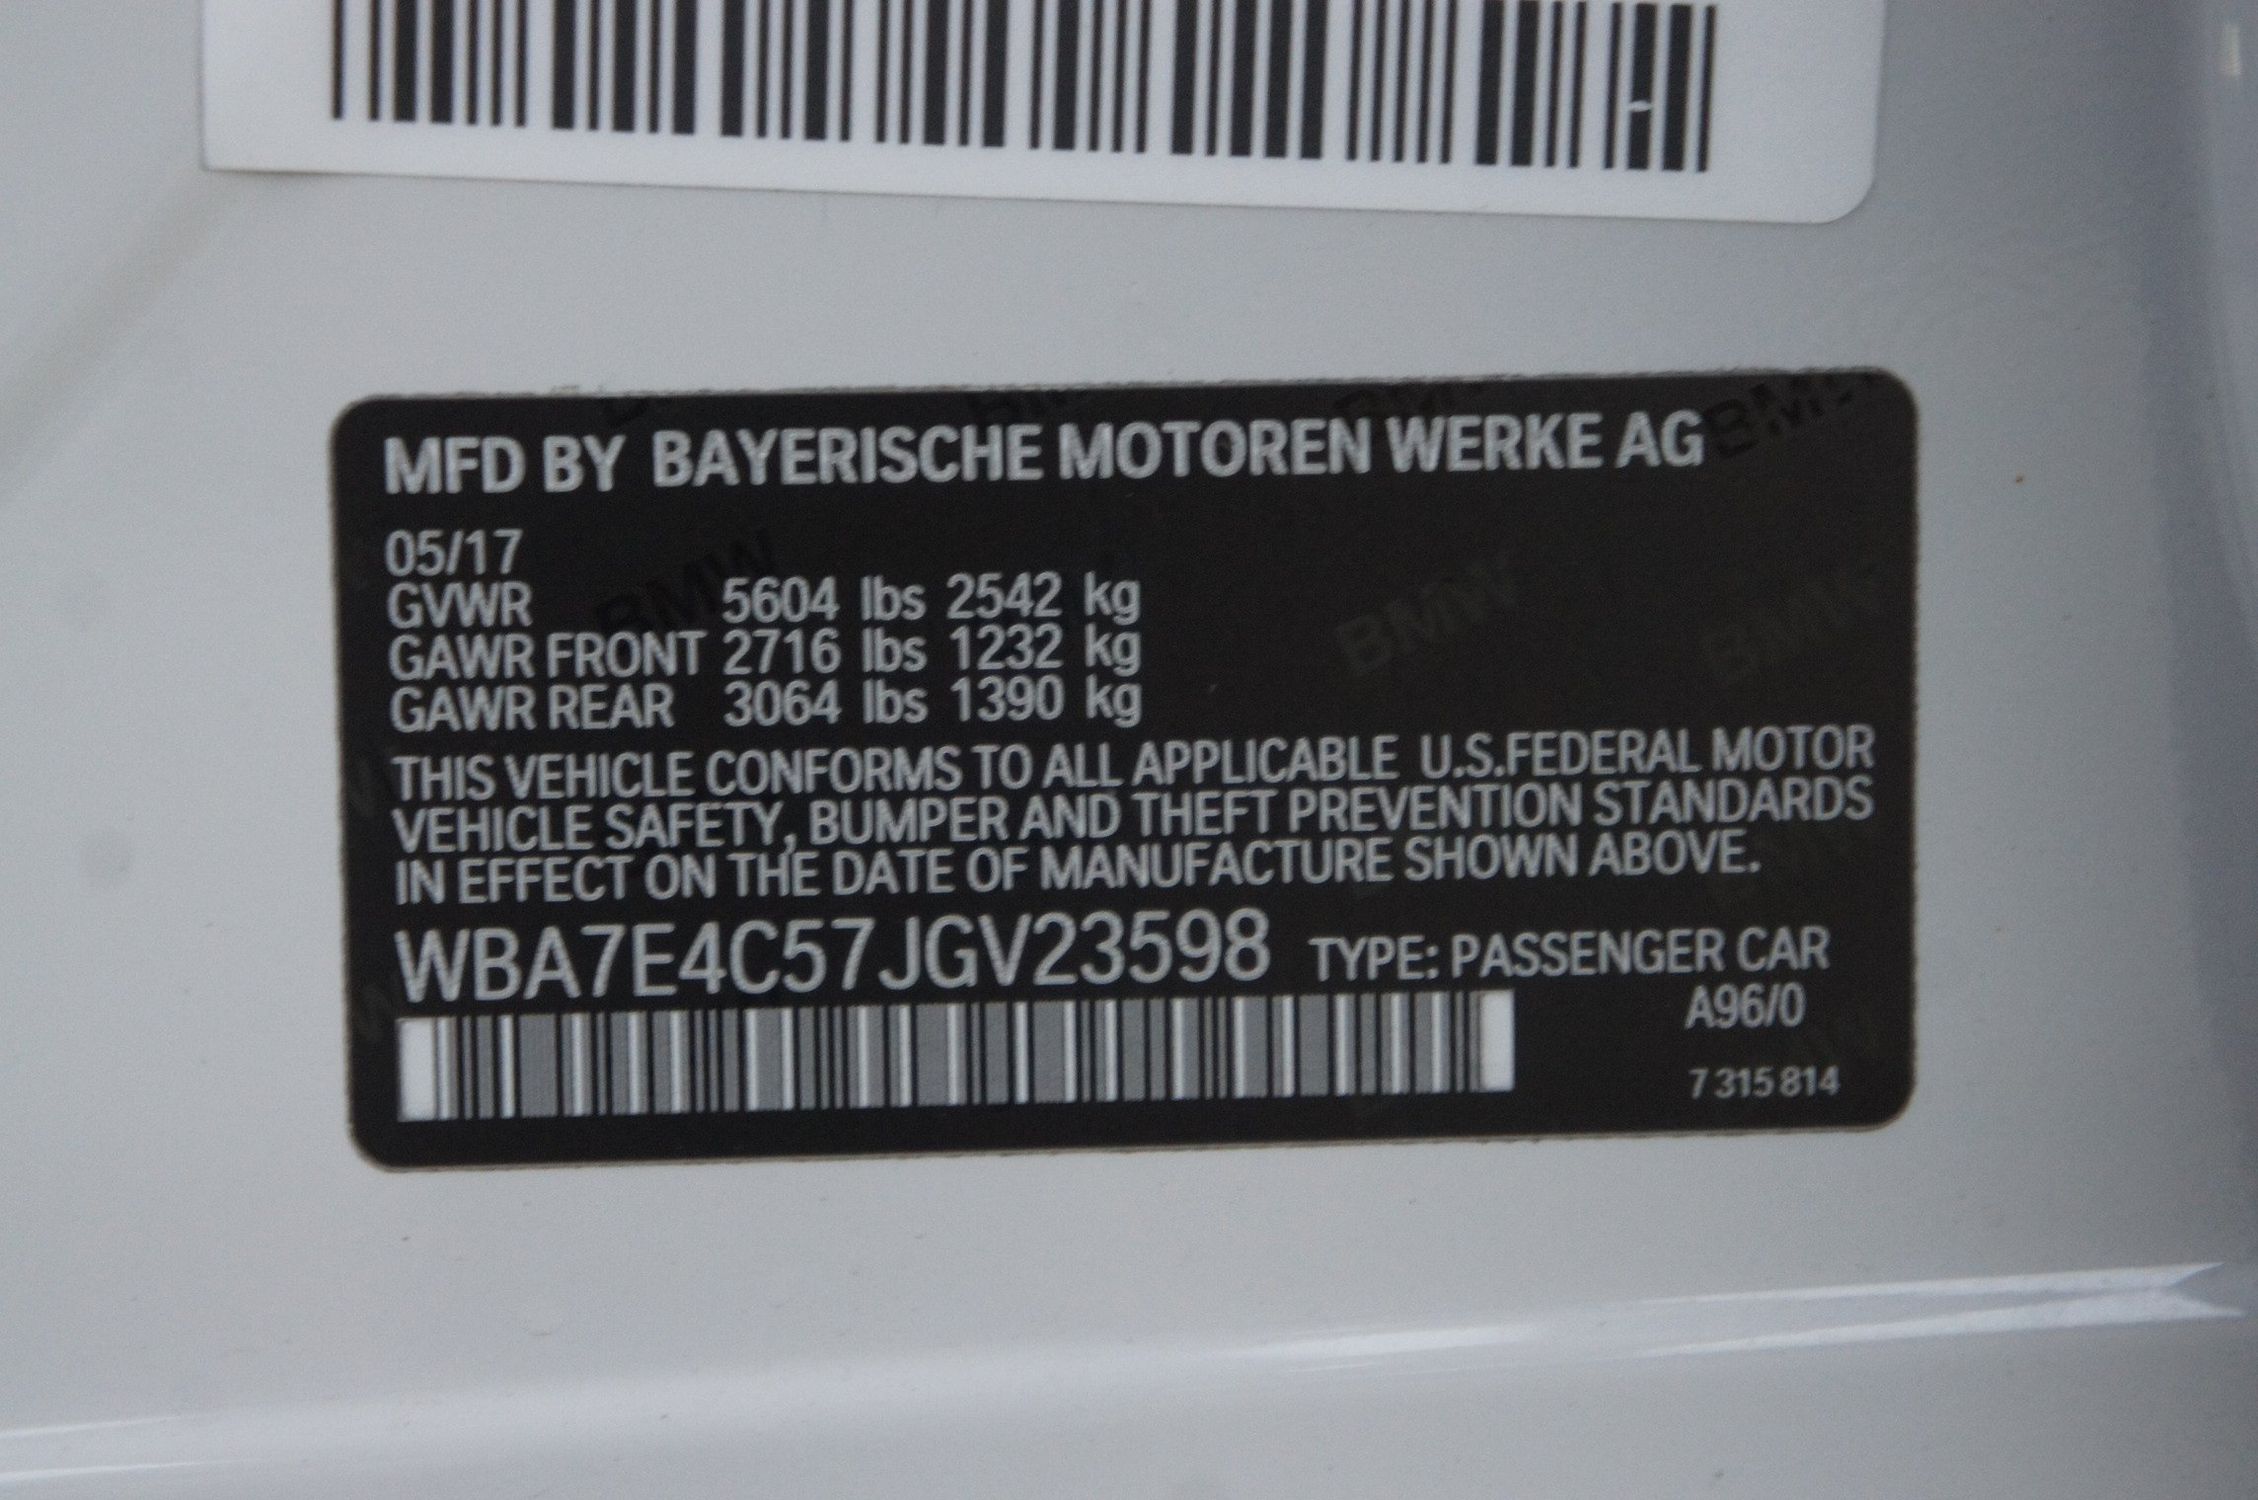 MFD BY BAYERISCHE MOTOREN WERKE AG
05/17
GVWR 5604 lbs 2542 kg
GAWR FRONT 2716 lbs 1232 kg
GAWR REAR 3064 lbs 1390 kg
THIS VEHICLE CONFORMS TO ALL APPLICABLE U.S.FEDERAL MOTOR
VEHICLE SAFETY, BUMPER AND THEFT PREVENTION STANDARDS
IN EFFECT ON THE DATE OF MANUFACTURE SHOWN ABOVE.
WBA7E4C57JGV23598 TYPE: PASSENGER CAR
A96/0
7 315 814